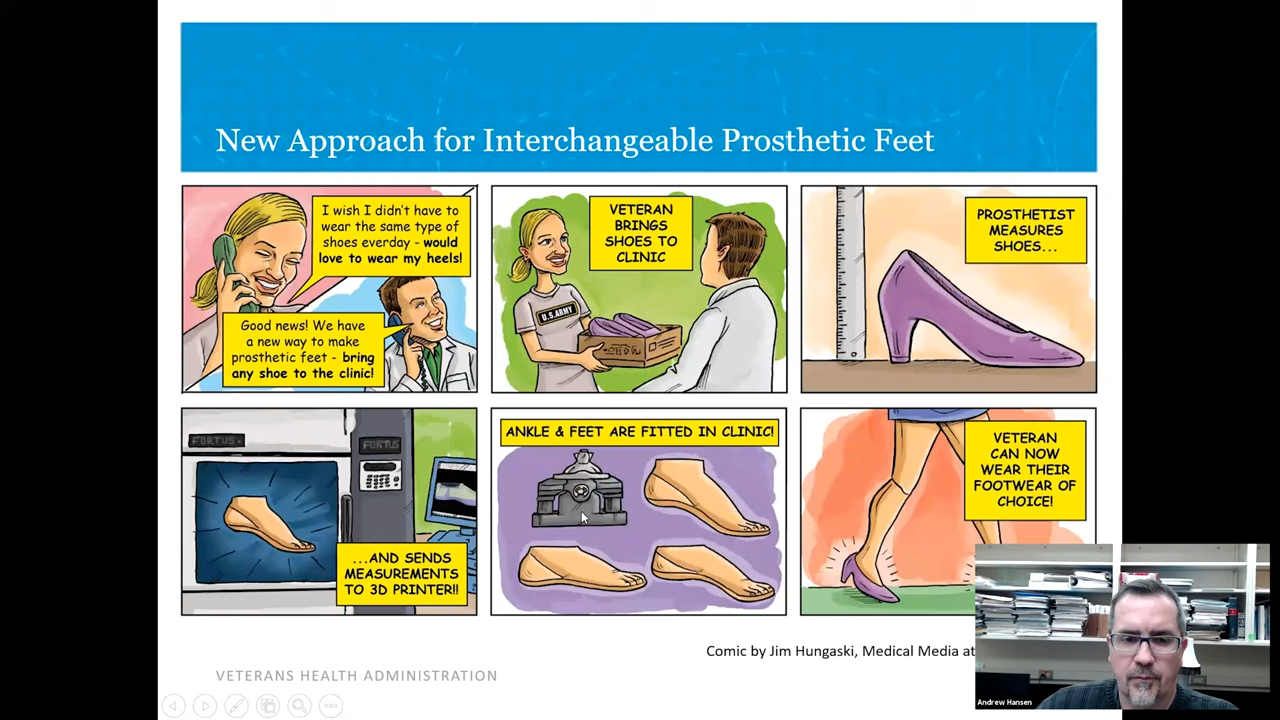 New Approach for Interchangeable Prosthetic Feet
I wish I didn't have to
wear the same type of
shoes everday - would
love to wear my heels!
Good news! We have
a new way to make
prosthetic feet - bring
any shoe to the clinic!
VETERAN
BRINGS
SHOES TO
CLINIC
U.S.ARMY
PROSTHETIST
MEASURES
SHOES...
FORTUS
FORTUS
...AND SENDS
MEASUREMENTS
TO 3D PRINTER!!
ANKLE & FEET ARE FITTED IN CLINIC!
VETERAN
CAN NOW
WEAR THEIR
FOOTWEAR OF
CHOICE!
Comic by Jim Hungaski, Medical Media at
VETERANS HEALTH ADMINISTRATION
Andrew Hansen